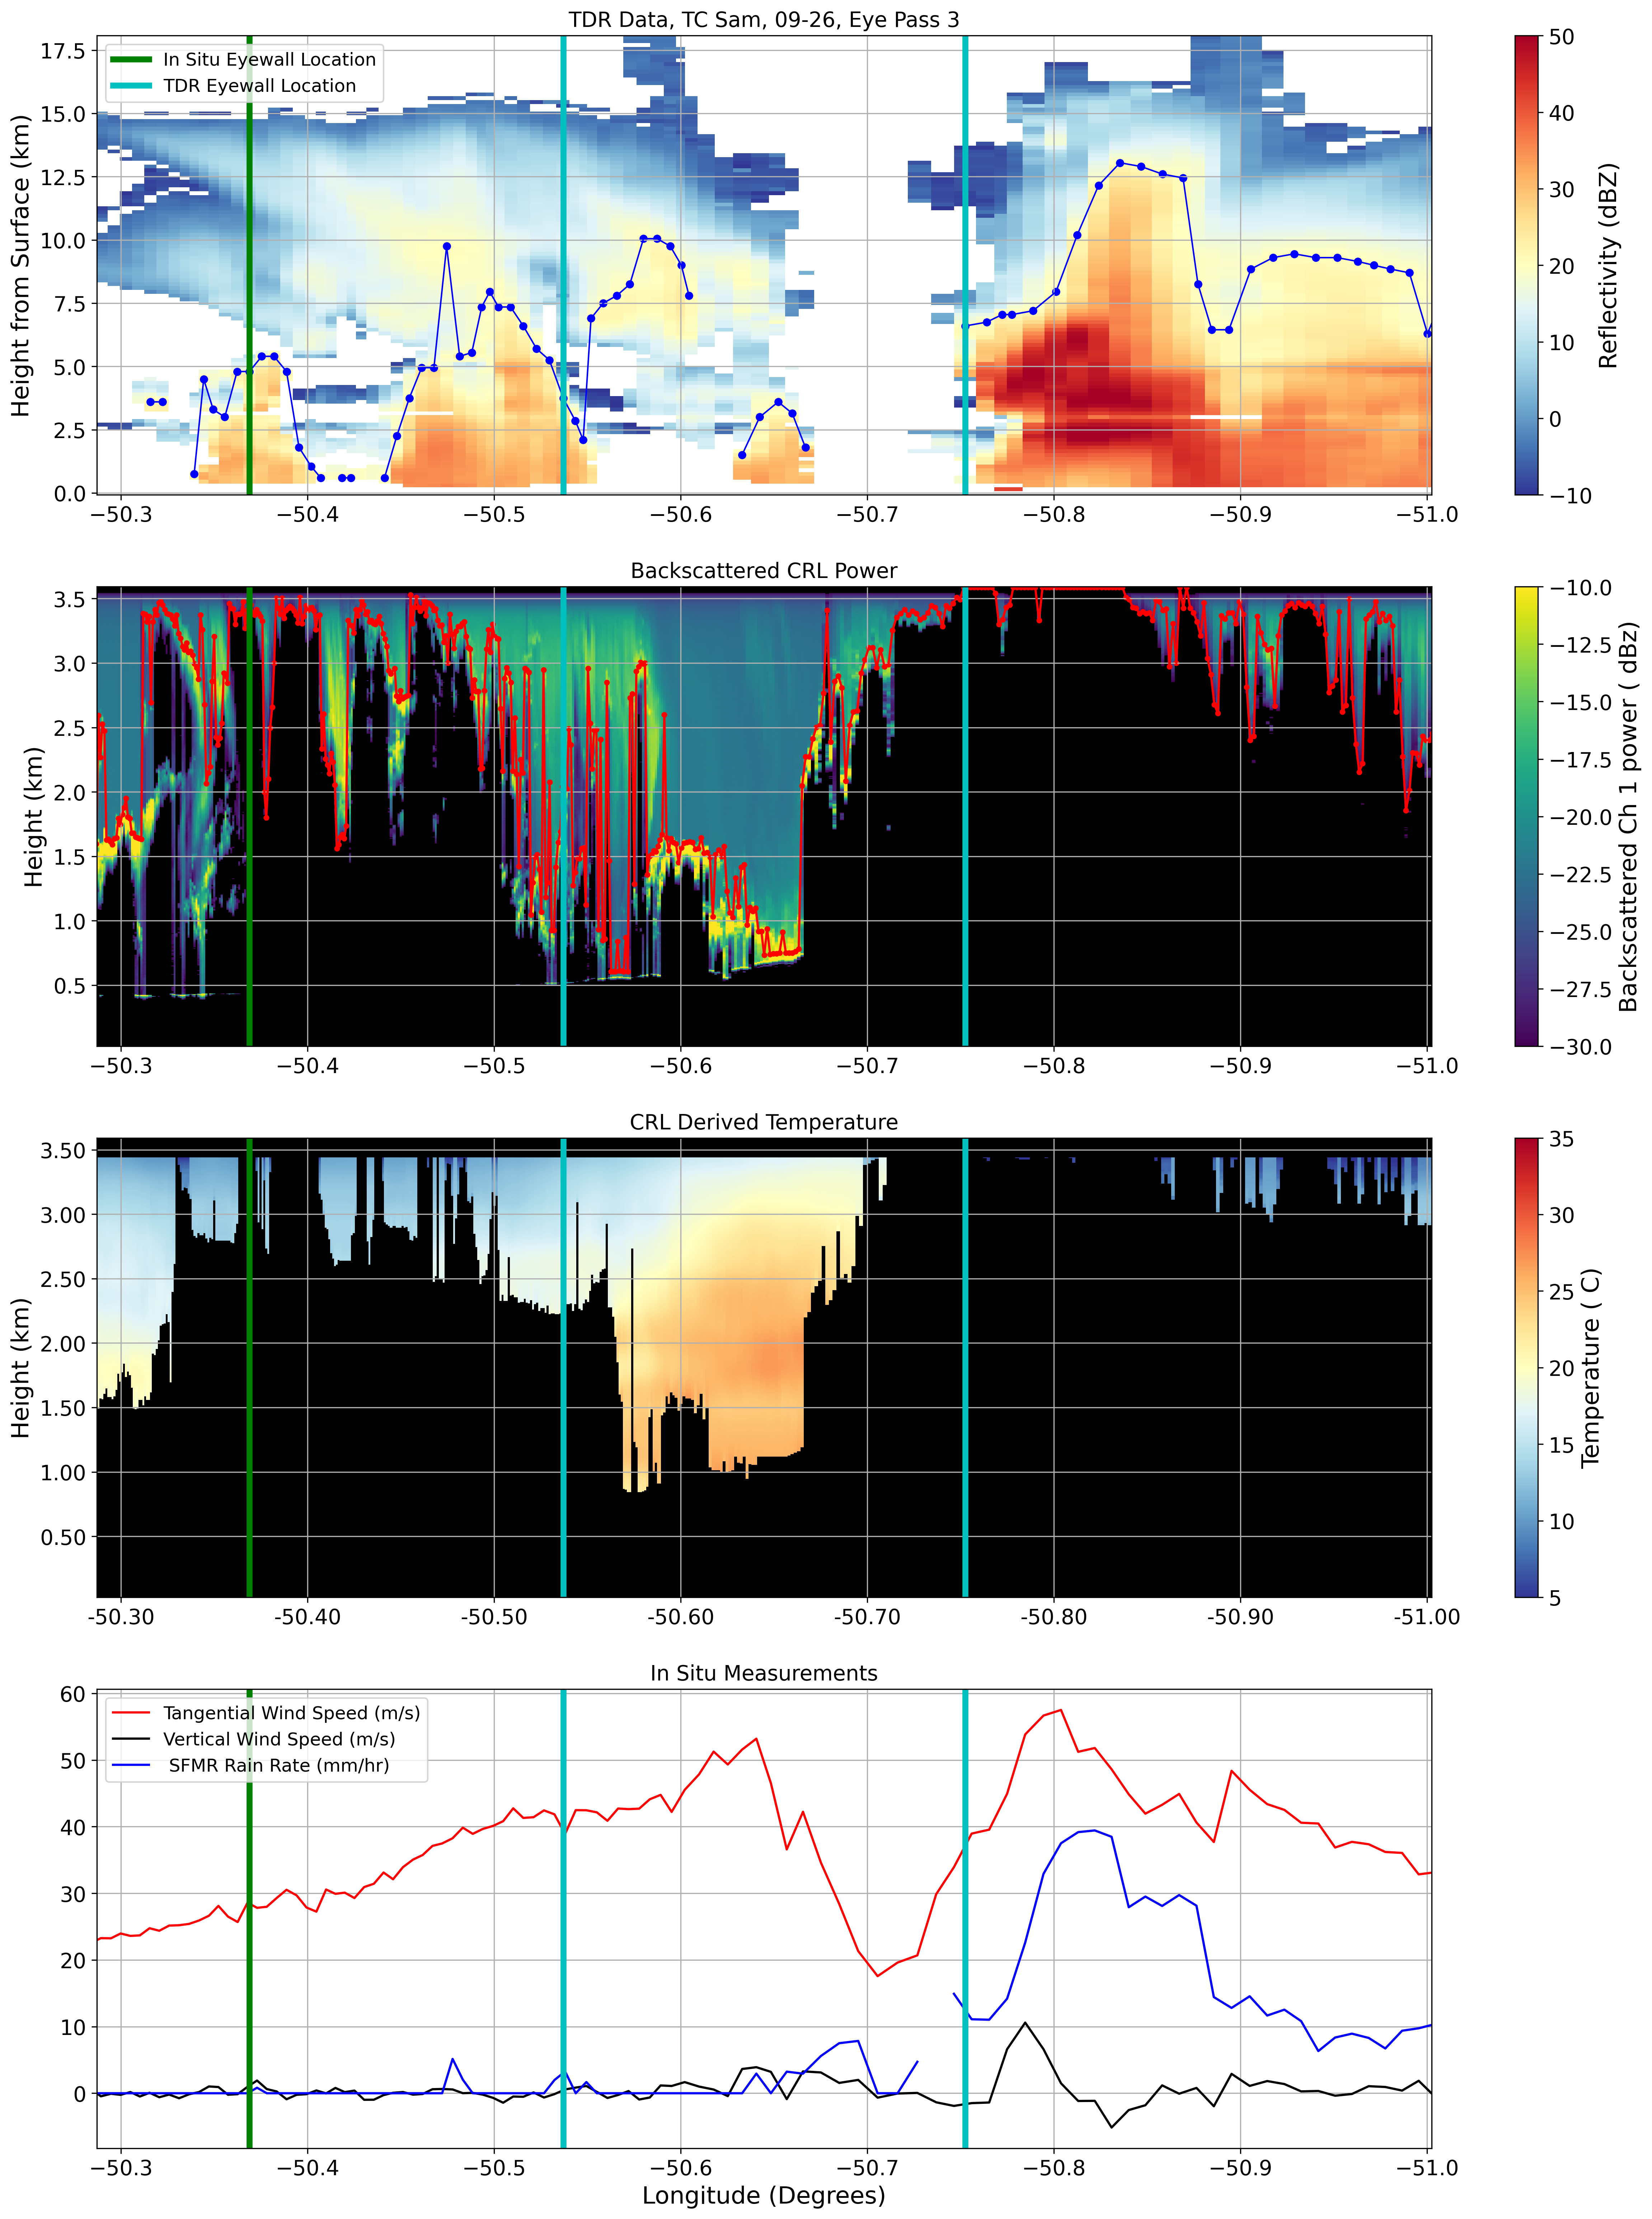 TDR Data, TC Sam, 09-26, Eye Pass 3
In Situ Eyewall Location
TDR Eyewall Location
Height from Surface (km)
17.5
15.0
12.5
10.0
7.5
5.0
2.5
0.0
−50.3 −50.4 −50.5 −50.6 −50.7 −50.8 −50.9 −51.0
50
40
30
20
10
0
−10
Reflectivity (dBZ)
Backscattered CRL Power
Height (km)
3.5
3.0
2.5
2.0
1.5
1.0
0.5
−50.3 −50.4 −50.5 −50.6 −50.7 −50.8 −50.9 −51.0
−10.0
−12.5
−15.0
−17.5
−20.0
−22.5
−25.0
−27.5
−30.0
Backscattered Ch 1 power ( dBz)
CRL Derived Temperature
Height (km)
3.50
3.00
2.50
2.00
1.50
1.00
0.50
-50.30 -50.40 -50.50 -50.60 -50.70 -50.80 -50.90 -51.00
35
30
25
20
15
10
5
Temperature ( C)
In Situ Measurements
Tangential Wind Speed (m/s)
Vertical Wind Speed (m/s)
SFMR Rain Rate (mm/hr)
60
50
40
30
20
10
0
−50.3 −50.4 −50.5 −50.6 −50.7 −50.8 −50.9 −51.0
Longitude (Degrees)